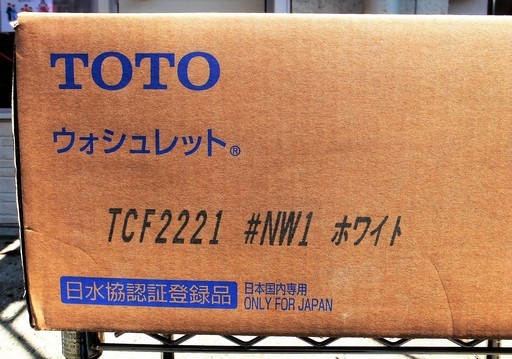 TOTO
ウォシュレット®
TCF2221 #NW1 ホワイト
日水協認証登録品
日本国内専用
ONLY FOR JAPAN